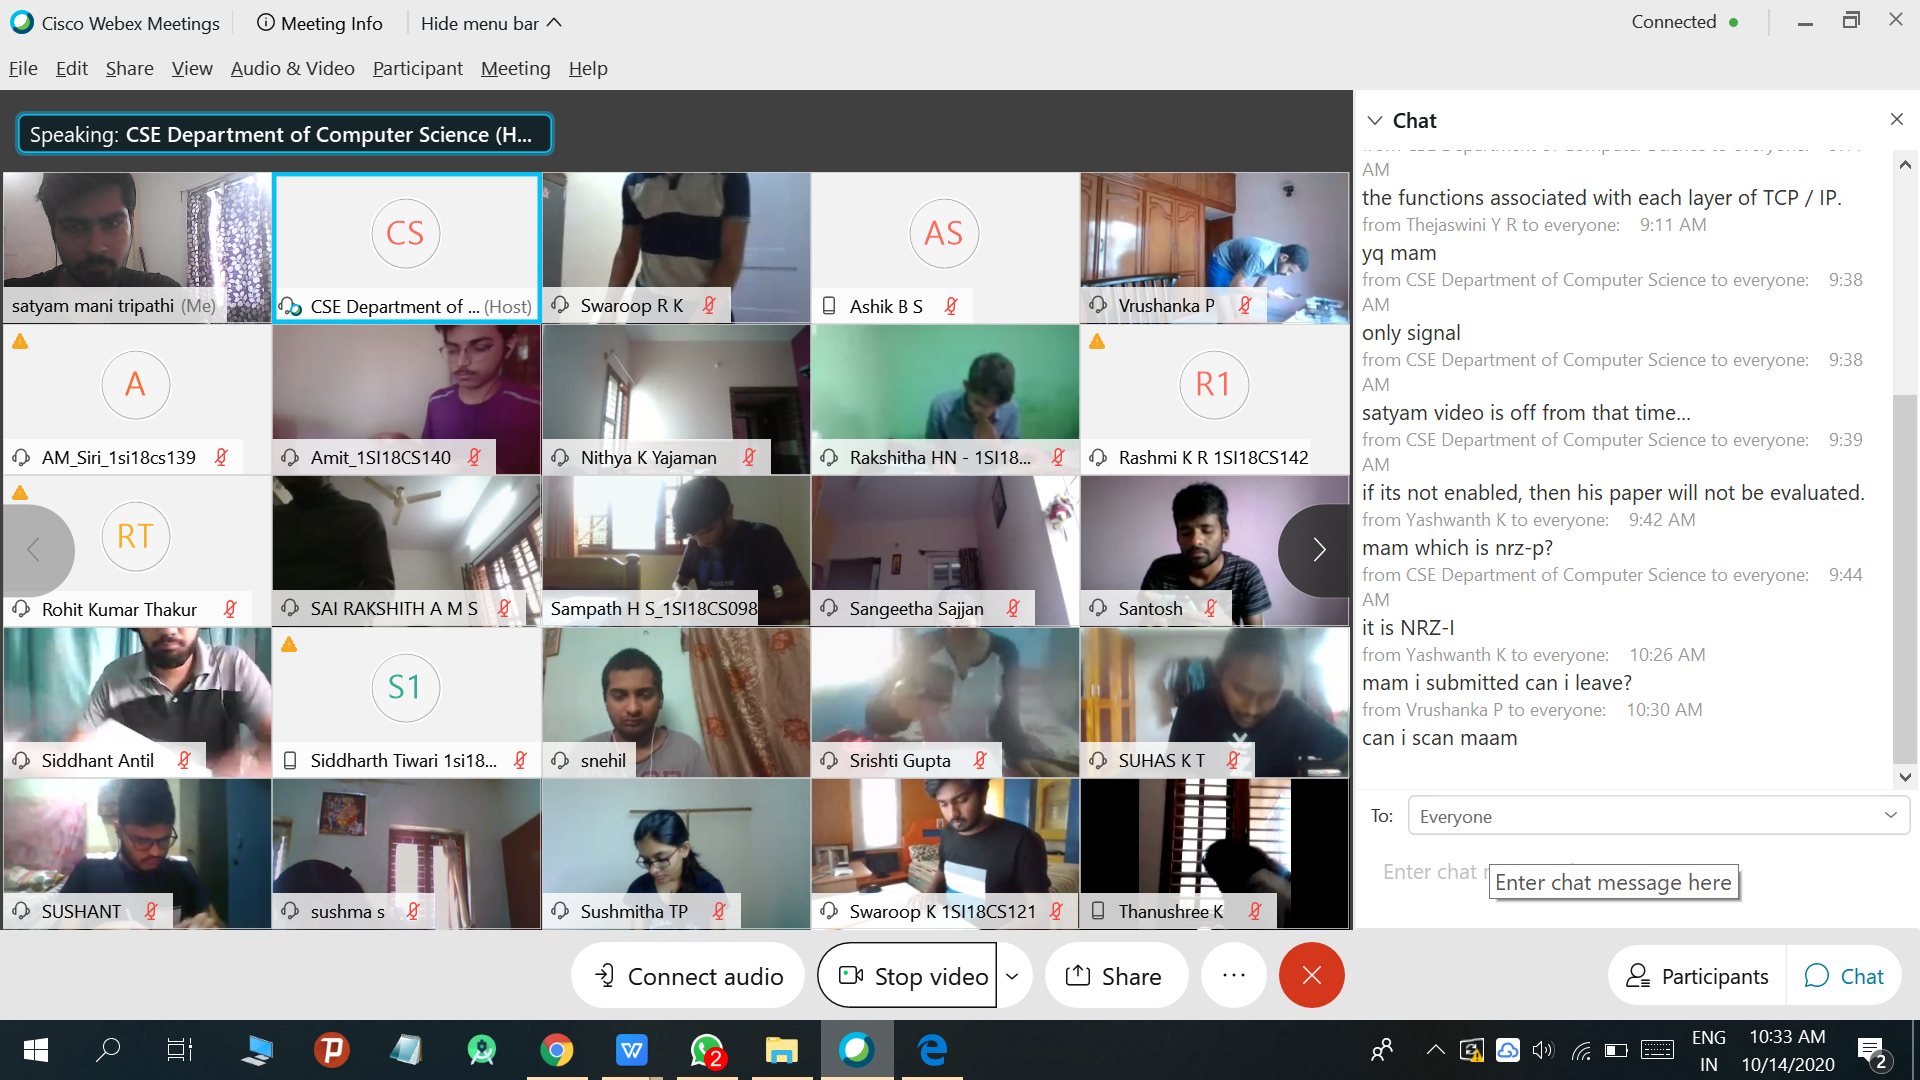 Cisco Webex Meetings
Meeting Info
Hide menu bar
Connected
File Edit Share View Audio & Video Participant Meeting Help
Speaking: CSE Department of Computer Science (H...
satyam mani tripathi (Me)
CS
CSE Department of ... (Host)
Swaroop R K
AS
Ashik B S
Vrushanka P
A
AM_Siri_1si18cs139
Amit_1SI18CS140
Nithya K Yajaman
Rakshitha HN - 1SI18...
R1
Rashmi K R 1SI18CS142
RT
Rohit Kumar Thakur
SAI RAKSHITH A M S
Sampath H S_1SI18CS098
Sangeetha Sajjan
Santosh
Siddhant Antil
S1
Siddharth Tiwari 1si18...
snehil
Srishti Gupta
SUHAS K T
SUSHANT
sushma s
Sushmitha TP
Swaroop K 1SI18CS121
Thanushree K
Chat
AM
the functions associated with each layer of TCP / IP.
from Thejaswini Y R to everyone: 9:11 AM
yq mam
from CSE Department of Computer Science to everyone: 9:38
AM
only signal
from CSE Department of Computer Science to everyone: 9:38
AM
satyam video is off from that time...
from CSE Department of Computer Science to everyone: 9:39
AM
if its not enabled, then his paper will not be evaluated.
from Yashwanth K to everyone: 9:42 AM
mam which is nrz-p?
from CSE Department of Computer Science to everyone: 9:44
AM
it is NRZ-I
from Yashwanth K to everyone: 10:26 AM
mam i submitted can i leave?
from Vrushanka P to everyone: 10:30 AM
can i scan maam
To: Everyone
Enter chat
Enter chat message here
Connect audio
Stop video
Share
Participants
Chat
2
ENG
IN
10:33 AM
10/14/2020
2